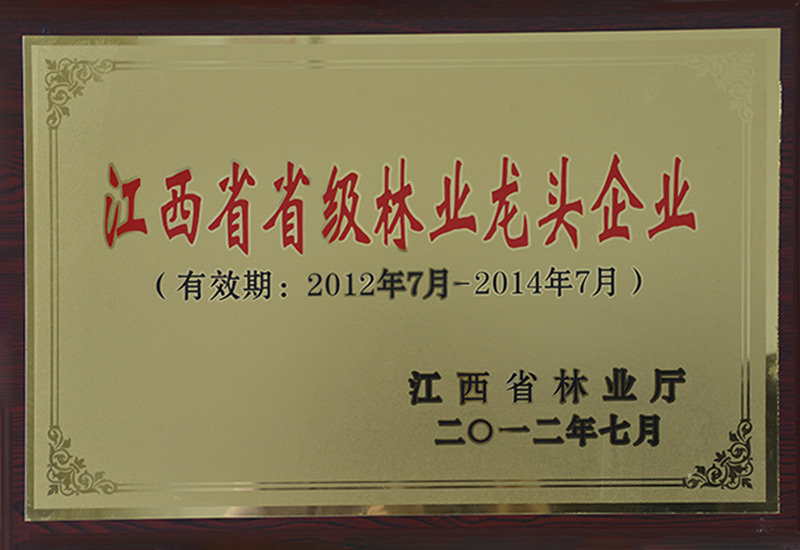 江西省省级林业龙头企业
（有效期：2012年7月-2014年7月）
江西省林业厅
二〇一二年七月